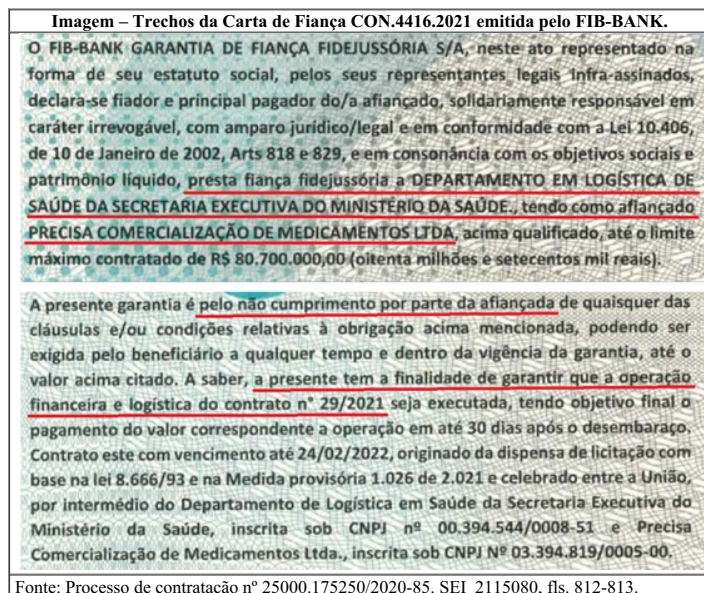 Imagem – Trechos da Carta de Fiança CON.4416.2021 emitida pelo FIB-BANK.
O FIB-BANK GARANTIA DE FIANÇA FIDEJUSSÓRIA S/A, neste ato representado na
forma de seu estatuto social, pelos seus representantes legais infra-assinados,
declara-se fiador e principal pagador do/a afiançado, solidariamente responsável em
caráter irrevogável, com amparo jurídico/legal e em conformidade com a Lei 10.406,
de 10 de Janeiro de 2002, Arts 818 e 829, e em consonância com os objetivos sociais e
patrimônio líquido, presta fiança fidejussória a DEPARTAMENTO EM LOGÍSTICA DE
SAÚDE DA SECRETARIA EXECUTIVA DO MINISTÉRIO DA SAÚDE., tendo como afiançado
PRECISA COMERCIALIZAÇÃO DE MEDICAMENTOS LTDA, acima qualificado, até o limite
máximo contratado de R$ 80.700.000,00 (oitenta milhões e setecentos mil reais).
A presente garantia é pelo não cumprimento por parte da afiançada de quaisquer das
cláusulas e/ou condições relativas à obrigação acima mencionada, podendo ser
exigida pelo beneficiário a qualquer tempo e dentro da vigência da garantia, até o
valor acima citado. A saber, a presente tem a finalidade de garantir que a operação
financeira e logística do contrato n° 29/2021 seja executada, tendo objetivo final o
pagamento do valor correspondente a operação em até 30 dias após o desembaraço.
Contrato este com vencimento até 24/02/2022, originado da dispensa de licitação com
base na lei 8.666/93 e na Medida provisória 1.026 de 2.021 e celebrado entre a União,
por intermédio do Departamento de Logística em Saúde da Secretaria Executiva do
Ministério da Saúde, inscrita sob CNPJ nº 00.394.544/0008-51 e Precisa
Comercialização de Medicamentos Ltda., inscrita sob CNPJ Nº 03.394.819/0005-00.
Fonte: Processo de contratação nº 25000.175250/2020-85. SEI 2115080, fls. 812-813.